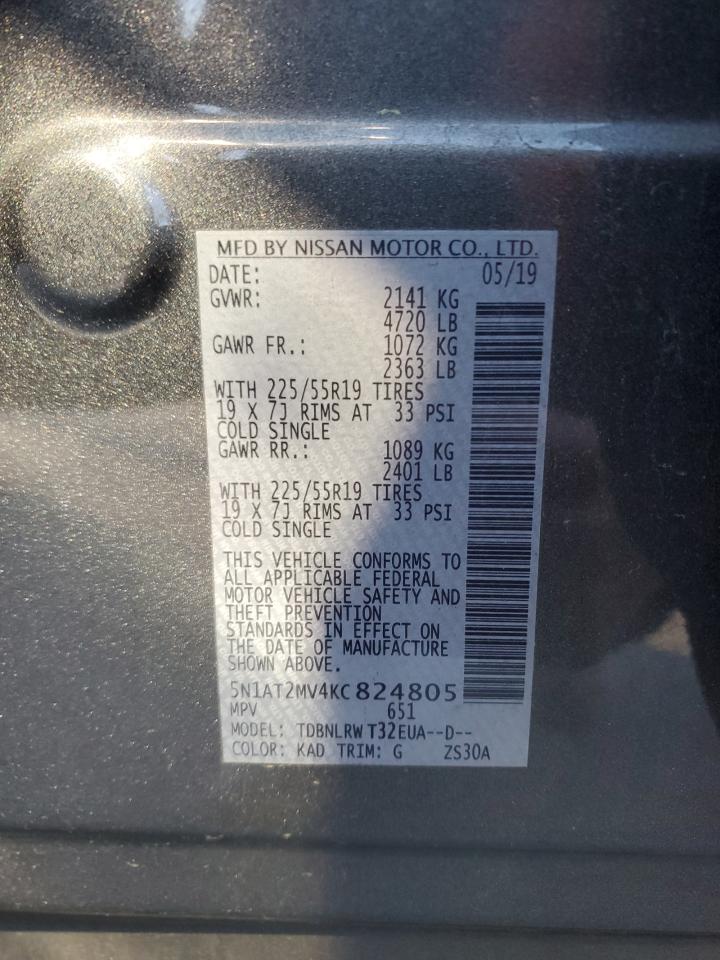 MFD BY NISSAN MOTOR CO., LTD.
DATE: 05/19
GVWR: 2141 KG
4720 LB
GAWR FR.: 1072 KG
2363 LB
WITH 225/55R19 TIRES
19 X 7J RIMS AT 33 PSI
COLD SINGLE
GAWR RR.: 1089 KG
2401 LB
WITH 225/55R19 TIRES
19 X 7J RIMS AT 33 PSI
COLD SINGLE
THIS VEHICLE CONFORMS TO
ALL APPLICABLE FEDERAL
MOTOR VEHICLE SAFETY AND
THEFT PREVENTION
STANDARDS IN EFFECT ON
THE DATE OF MANUFACTURE
SHOWN ABOVE.
5N1AT2MV4KC824805
MPV 651
MODEL: TDBNLRW T32EUA--D--
COLOR: KAD TRIM: G ZS30A